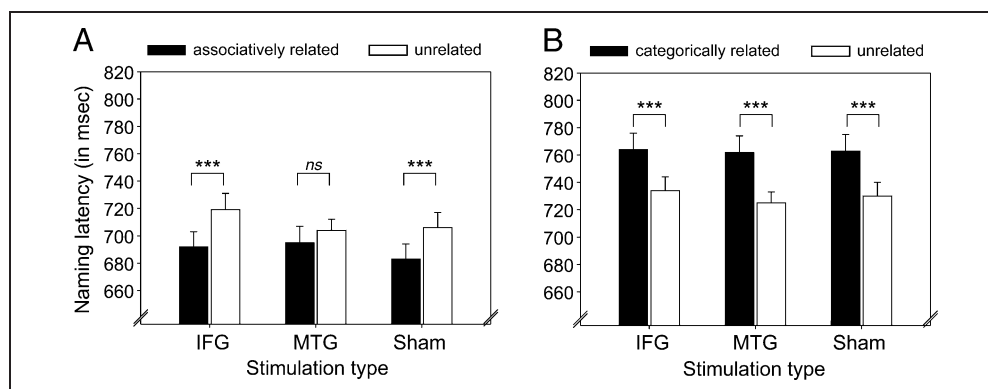 A
associatively related
unrelated
Naming latency (in msec)
820
800
780
760
740
720
700
680
660
***
ns
***
IFG
MTG
Sham
Stimulation type
B
categorically related
unrelated
820
800
780
760
740
720
700
680
660
***
***
***
IFG
MTG
Sham
Stimulation type